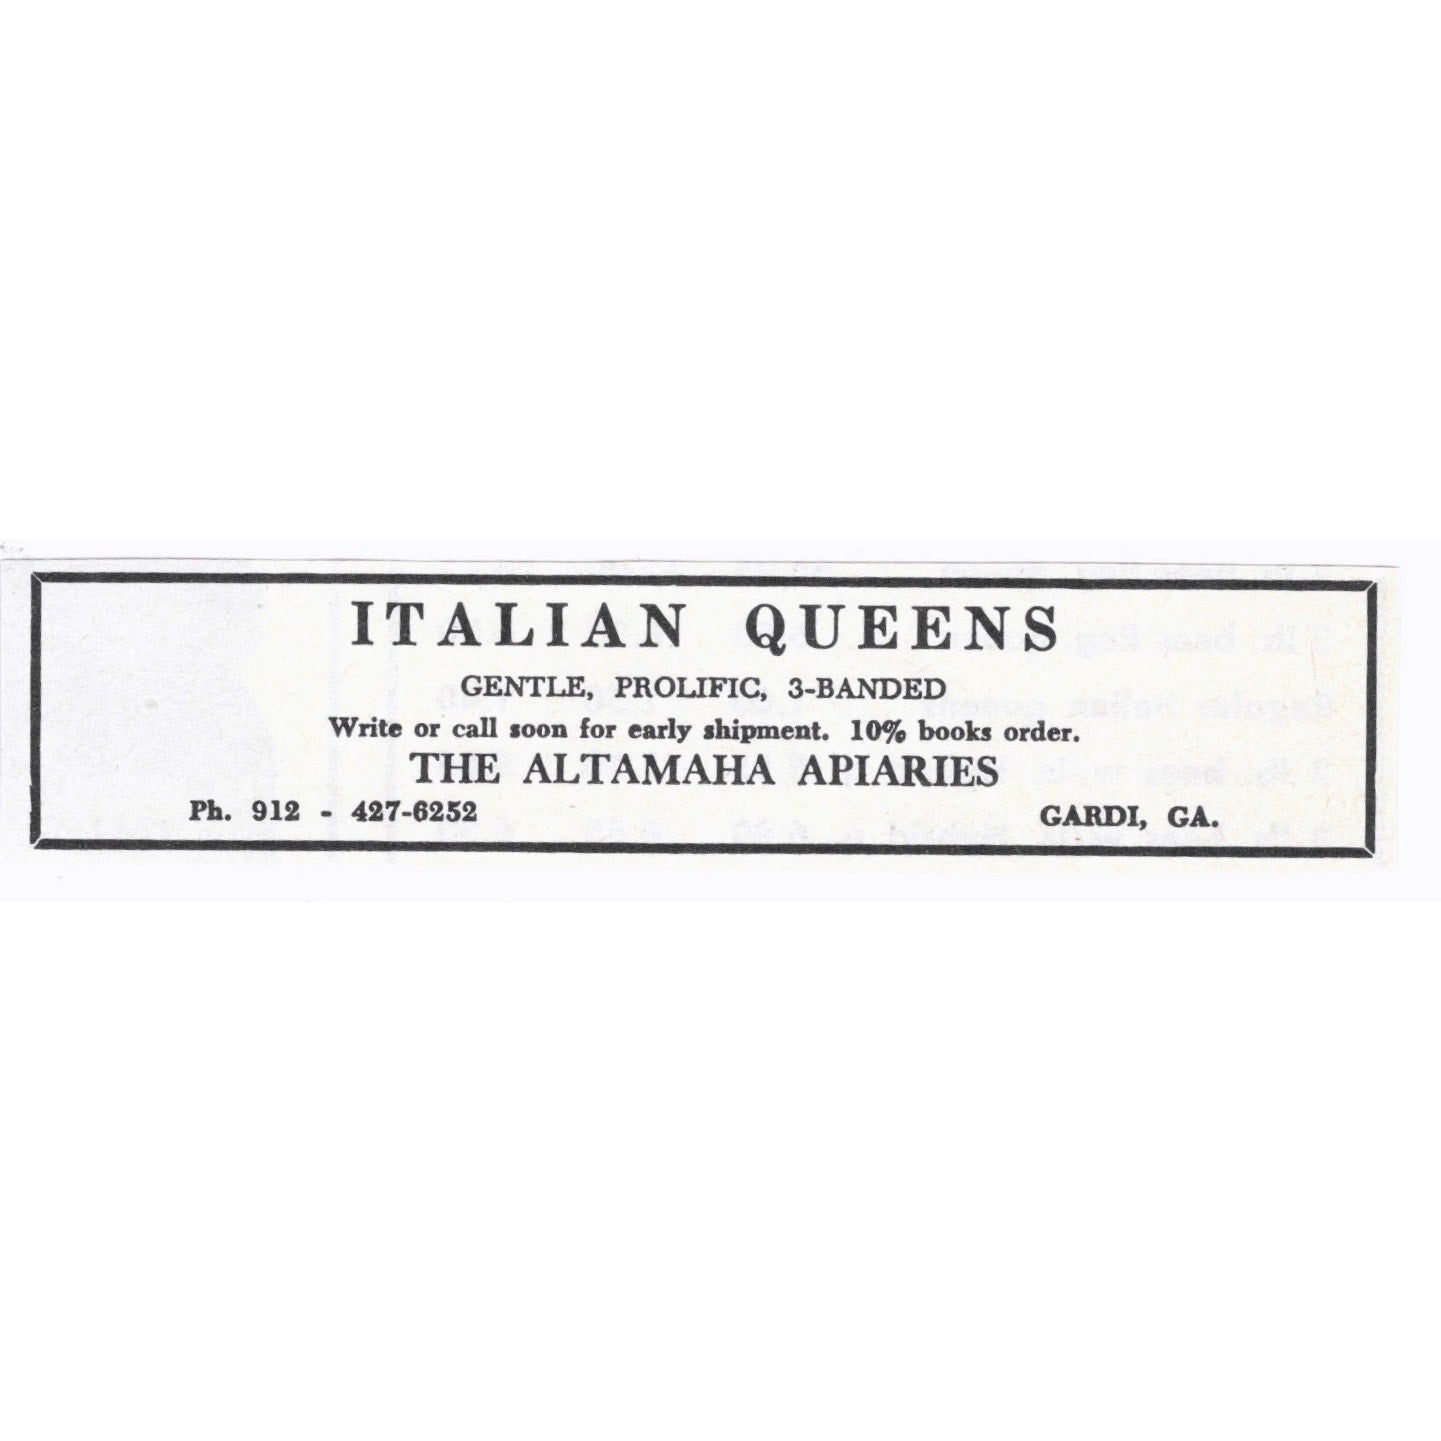 ITALIAN QUEENS
GENTLE, PROLIFIC, 3-BANDED
Write or call soon for early shipment. 10% books order.
THE ALTAMAHA APIARIES
Ph. 912 - 427-6252 GARDI, GA.